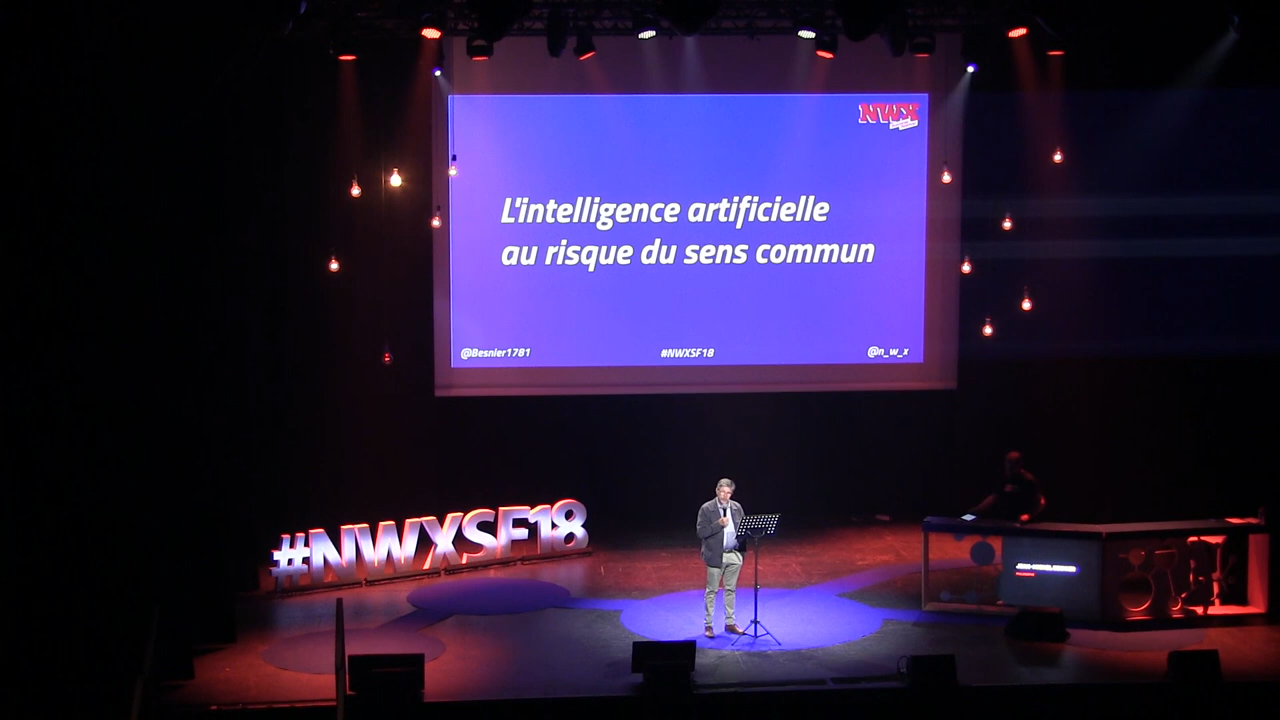 NWX
L'intelligence artificielle
au risque du sens commun
@Besnier1781 #NWXSF18 @n_w_x
#NWXSF18